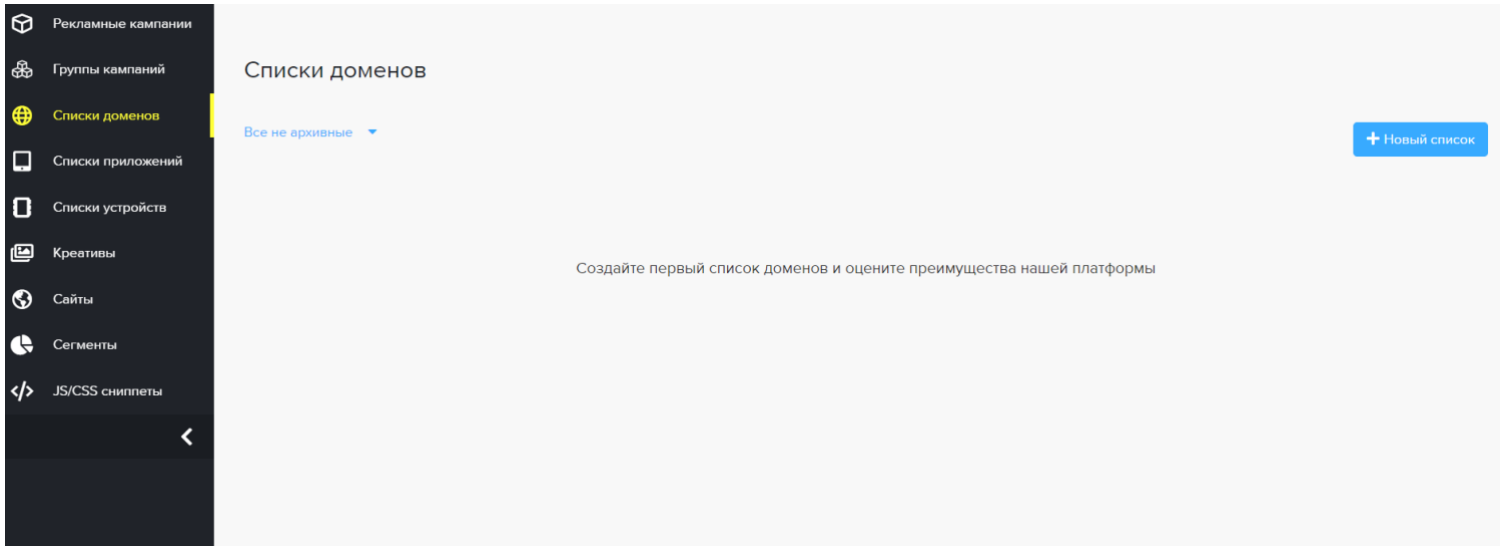 Рекламные кампании
Группы кампаний
Списки доменов
Списки приложений
Списки устройств
Креативы
Сайты
Сегменты
JS/CSS сниппеты
Списки доменов
Все не архивные
Новый список
Создайте первый список доменов и оцените преимущества нашей платформы